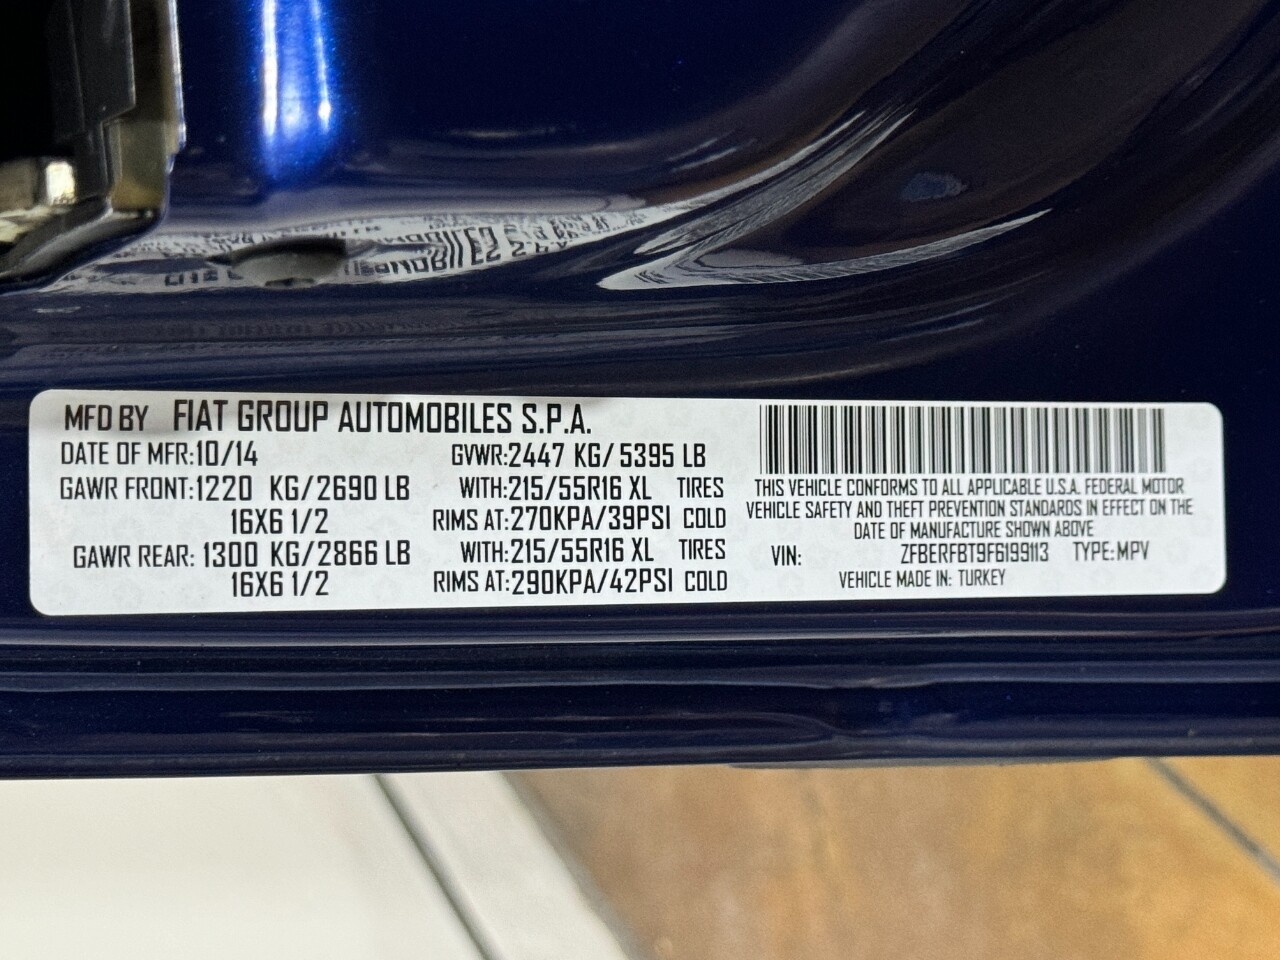 MFD BY FIAT GROUP AUTOMOBILES S.P.A.
DATE OF MFR:10/14 GVWR:2447 KG/5395 LB
GAWR FRONT:1220 KG/2690 LB WITH:215/55R16 XL TIRES
16X6 1/2 RIMS AT:270KPA/39PSI COLD
GAWR REAR: 1300 KG/2866 LB WITH:215/55R16 XL TIRES
16X6 1/2 RIMS AT:290KPA/42PSI COLD
THIS VEHICLE CONFORMS TO ALL APPLICABLE U.S.A. FEDERAL MOTOR
VEHICLE SAFETY AND THEFT PREVENTION STANDARDS IN EFFECT ON THE
DATE OF MANUFACTURE SHOWN ABOVE
VIN: ZFBERFBT9F6199113 TYPE:MPV
VEHICLE MADE IN: TURKEY